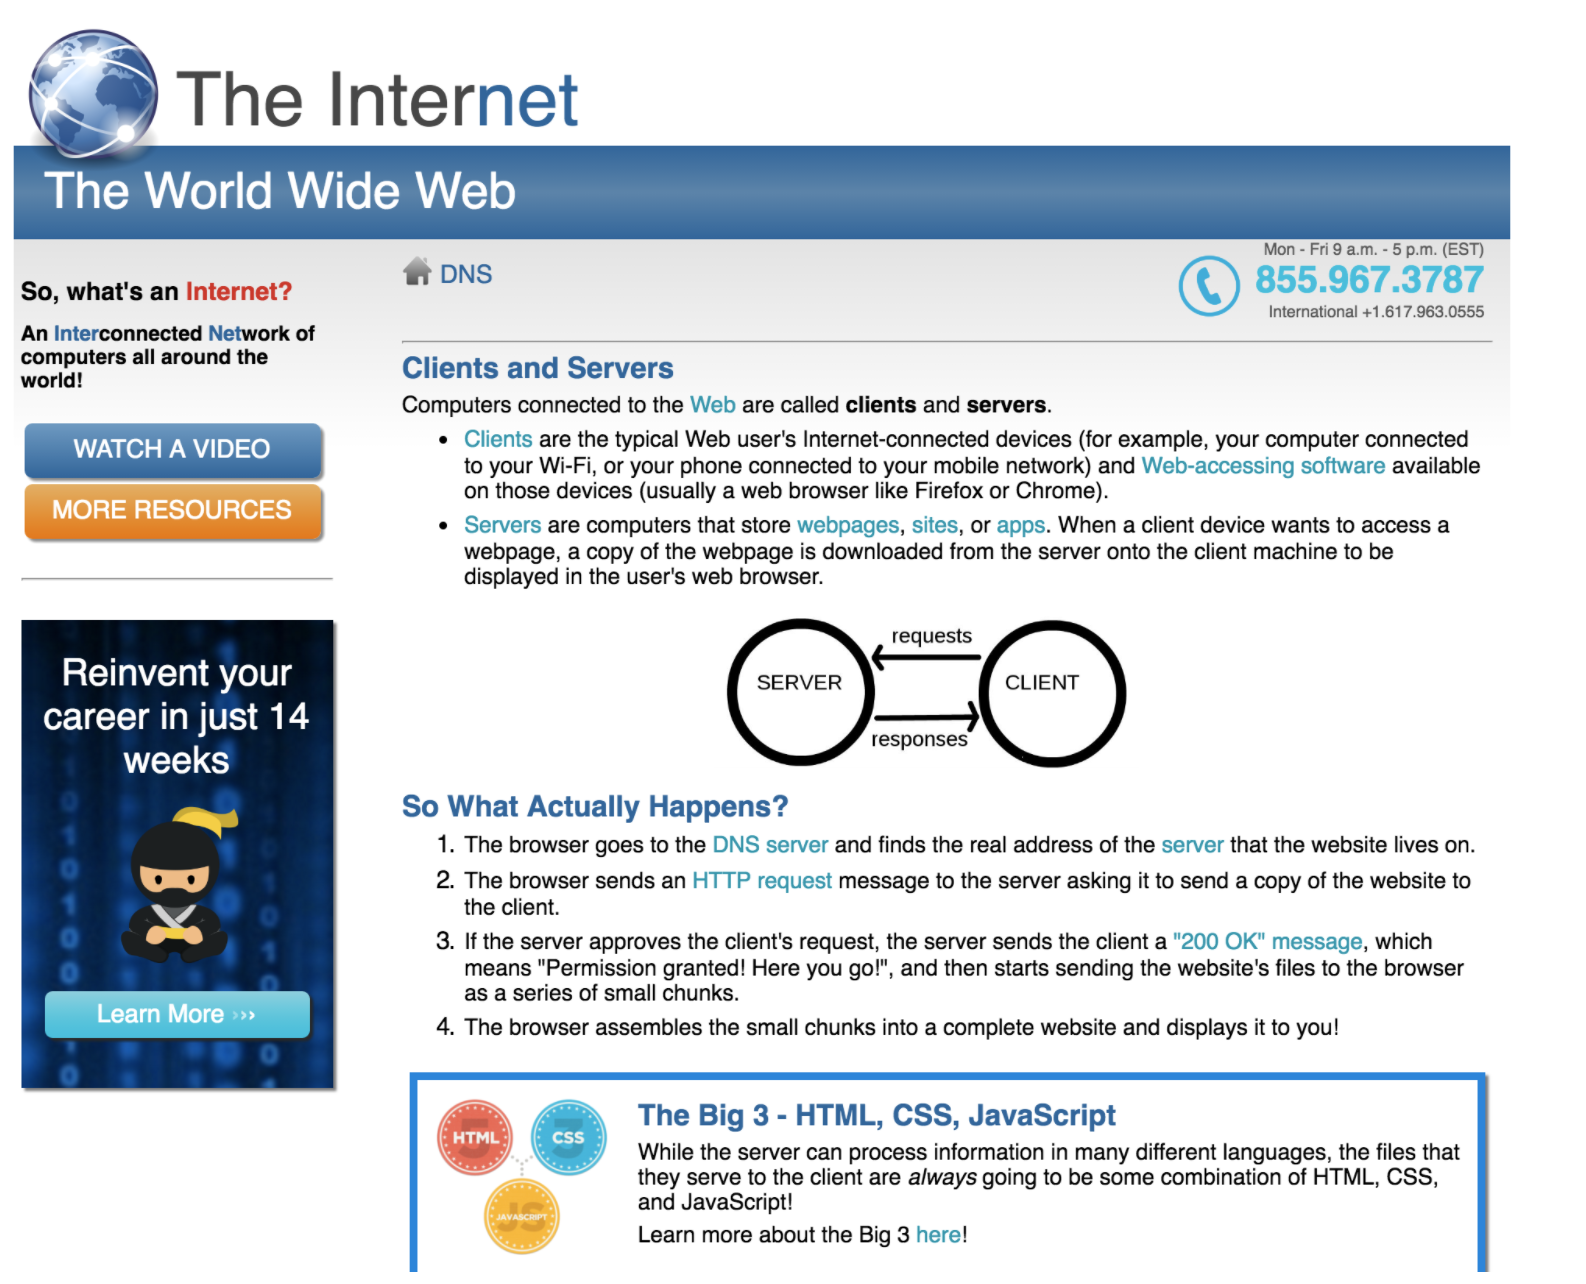 The Internet
The World Wide Web
So, what's an Internet?
An Interconnected Network of
computers all around the
world!
WATCH A VIDEO
MORE RESOURCES
Reinvent your
career in just 14
weeks
Learn More ›››
DNS
Mon - Fri 9 a.m. - 5 p.m. (EST)
855.967.3787
International +1.617.963.0555
Clients and Servers
Computers connected to the Web are called clients and servers.
• Clients are the typical Web user's Internet-connected devices (for example, your computer connected
to your Wi-Fi, or your phone connected to your mobile network) and Web-accessing software available
on those devices (usually a web browser like Firefox or Chrome).
• Servers are computers that store webpages, sites, or apps. When a client device wants to access a
webpage, a copy of the webpage is downloaded from the server onto the client machine to be
displayed in the user's web browser.
requests
SERVER
CLIENT
responses
So What Actually Happens?
1. The browser goes to the DNS server and finds the real address of the server that the website lives on.
2. The browser sends an HTTP request message to the server asking it to send a copy of the website to
the client.
3. If the server approves the client's request, the server sends the client a "200 OK" message, which
means "Permission granted! Here you go!", and then starts sending the website's files to the browser
as a series of small chunks.
4. The browser assembles the small chunks into a complete website and displays it to you!
HTML
5
CSS
3
JS
JAVASCRIPT
The Big 3 - HTML, CSS, JavaScript
While the server can process information in many different languages, the files that
they serve to the client are always going to be some combination of HTML, CSS,
and JavaScript!
Learn more about the Big 3 here!